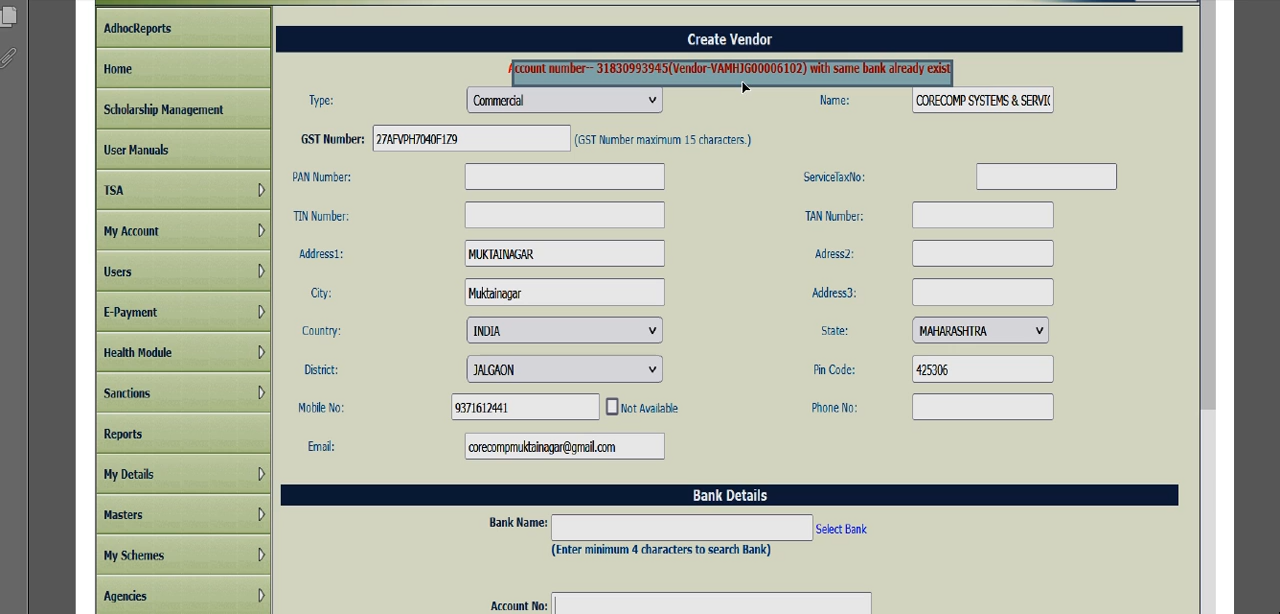 AdhocReports
Home
Scholarship Management
User Manuals
TSA
My Account
Users
E-Payment
Health Module
Sanctions
Reports
My Details
Masters
My Schemes
Agencies
Create Vendor
Account number-- 31830993945(Vendor-VAMHJG00006102) with same bank already exist
Type: Commercial Name: CORECOMP SYSTEMS & SERVIC
GST Number: 27AFVPH7040F1Z9 (GST Number maximum 15 characters.)
PAN Number: ServiceTaxNo:
TIN Number: TAN Number:
Address1: MUKTAINAGAR Adress2:
City: Muktainagar Address3:
Country: INDIA State: MAHARASHTRA
District: JALGAON Pin Code: 425306
Mobile No: 9371612441 Not Available Phone No:
Email: corecompmuktainagar@gmail.com
Bank Details
Bank Name: Select Bank
(Enter minimum 4 characters to search Bank)
Account No: